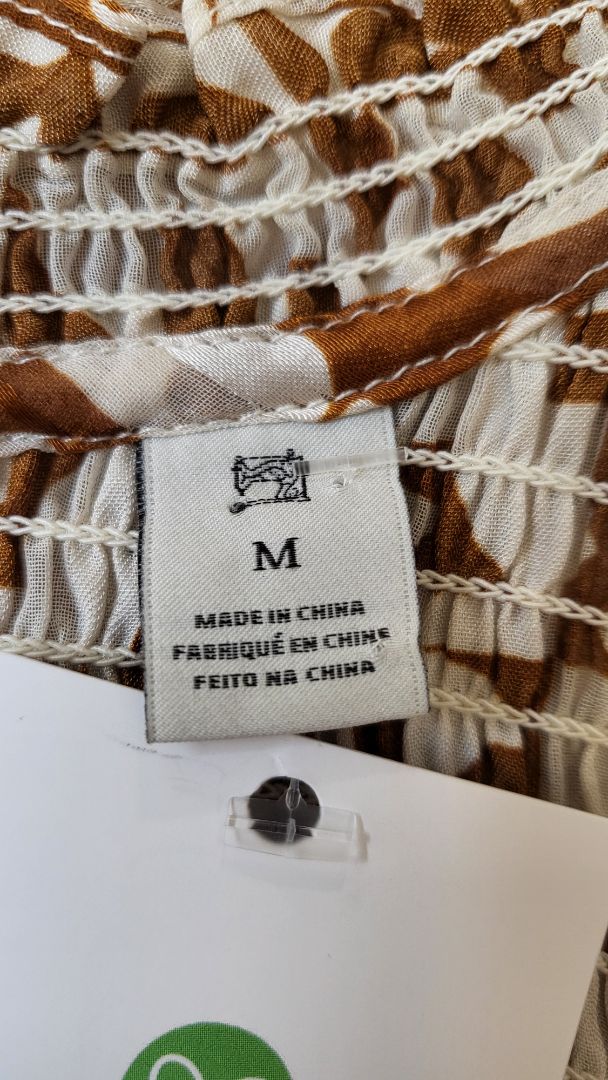 M
MADE IN CHINA
FABRIQUÉ EN CHINE
FEITO NA CHINA